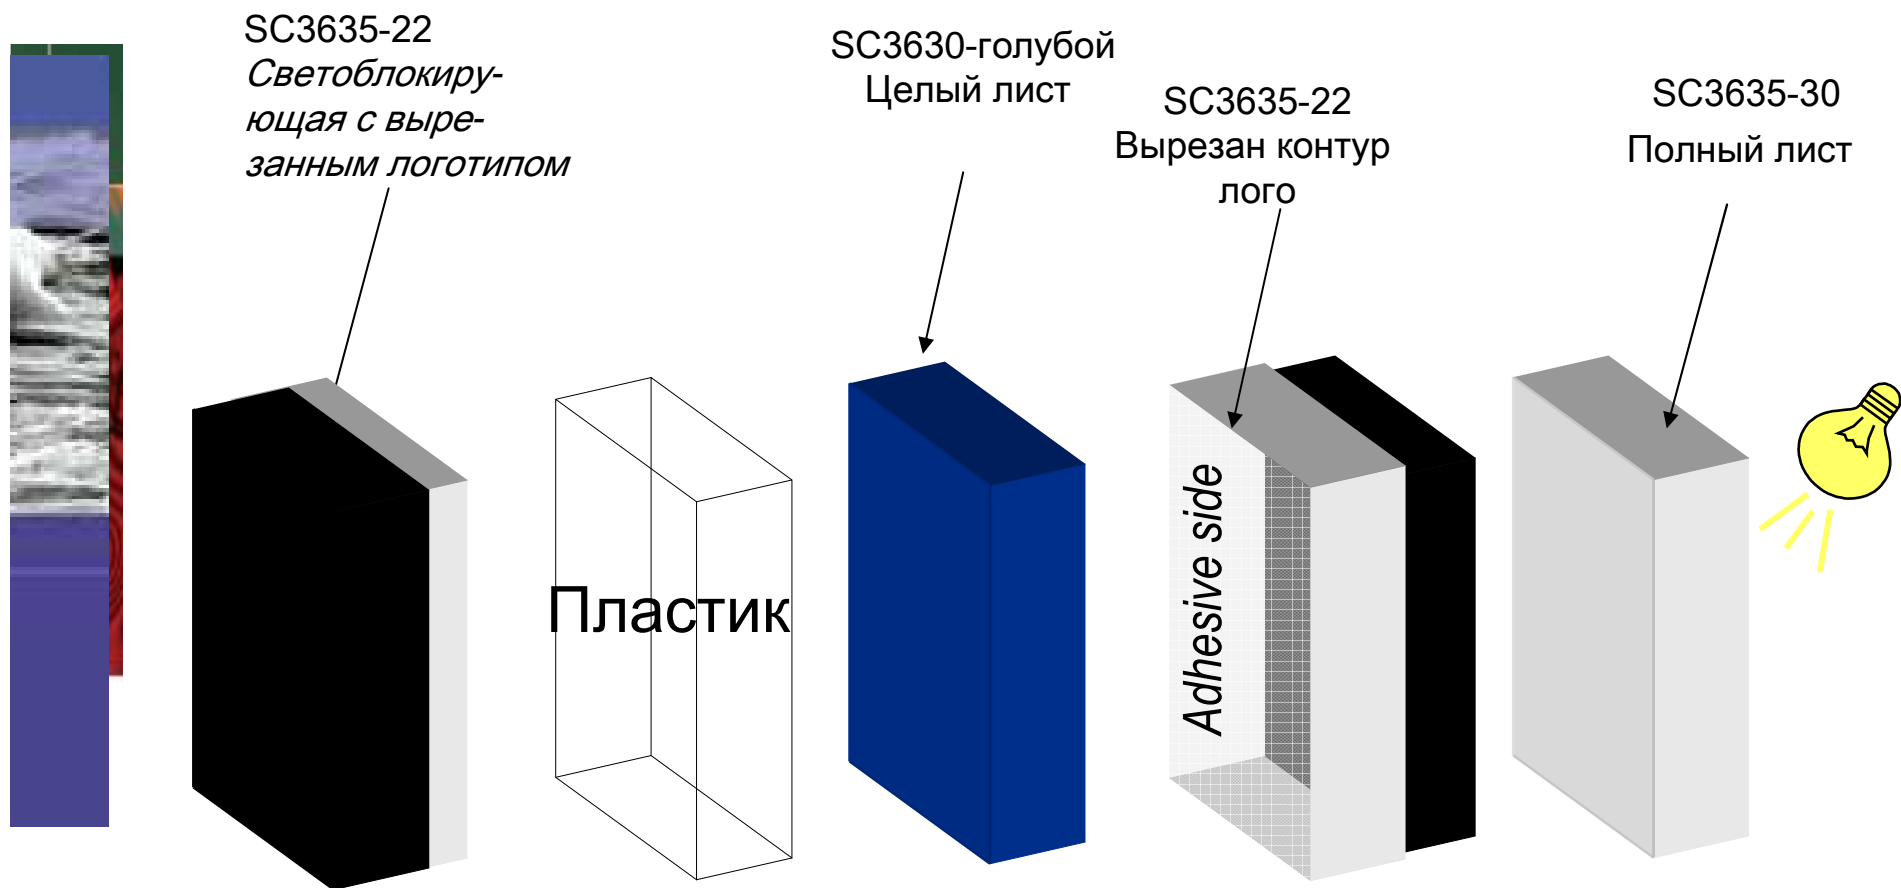 SC3635-22
Светоблокиру-
ющая с выре-
занным логотипом
SC3630-голубой
Целый лист
SC3635-22
Вырезан контур
лого
SC3635-30
Полный лист
Пластик
Adhesive side